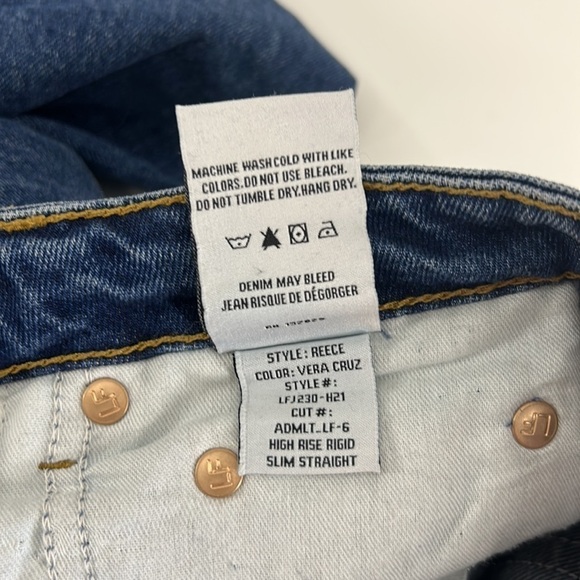 MACHINE WASH COLD WITH LIKE
COLORS.DO NOT USE BLEACH.
DO NOT TUMBLE DRY.HANG DRY.
DENIM MAY BLEED
JEAN RISQUE DE DÉGORGER
STYLE: REECE
COLOR: VERA CRUZ
STYLE #:
LFJ230-H21
CUT #:
ADMLT_LF-6
HIGH RISE RIGID
SLIM STRAIGHT